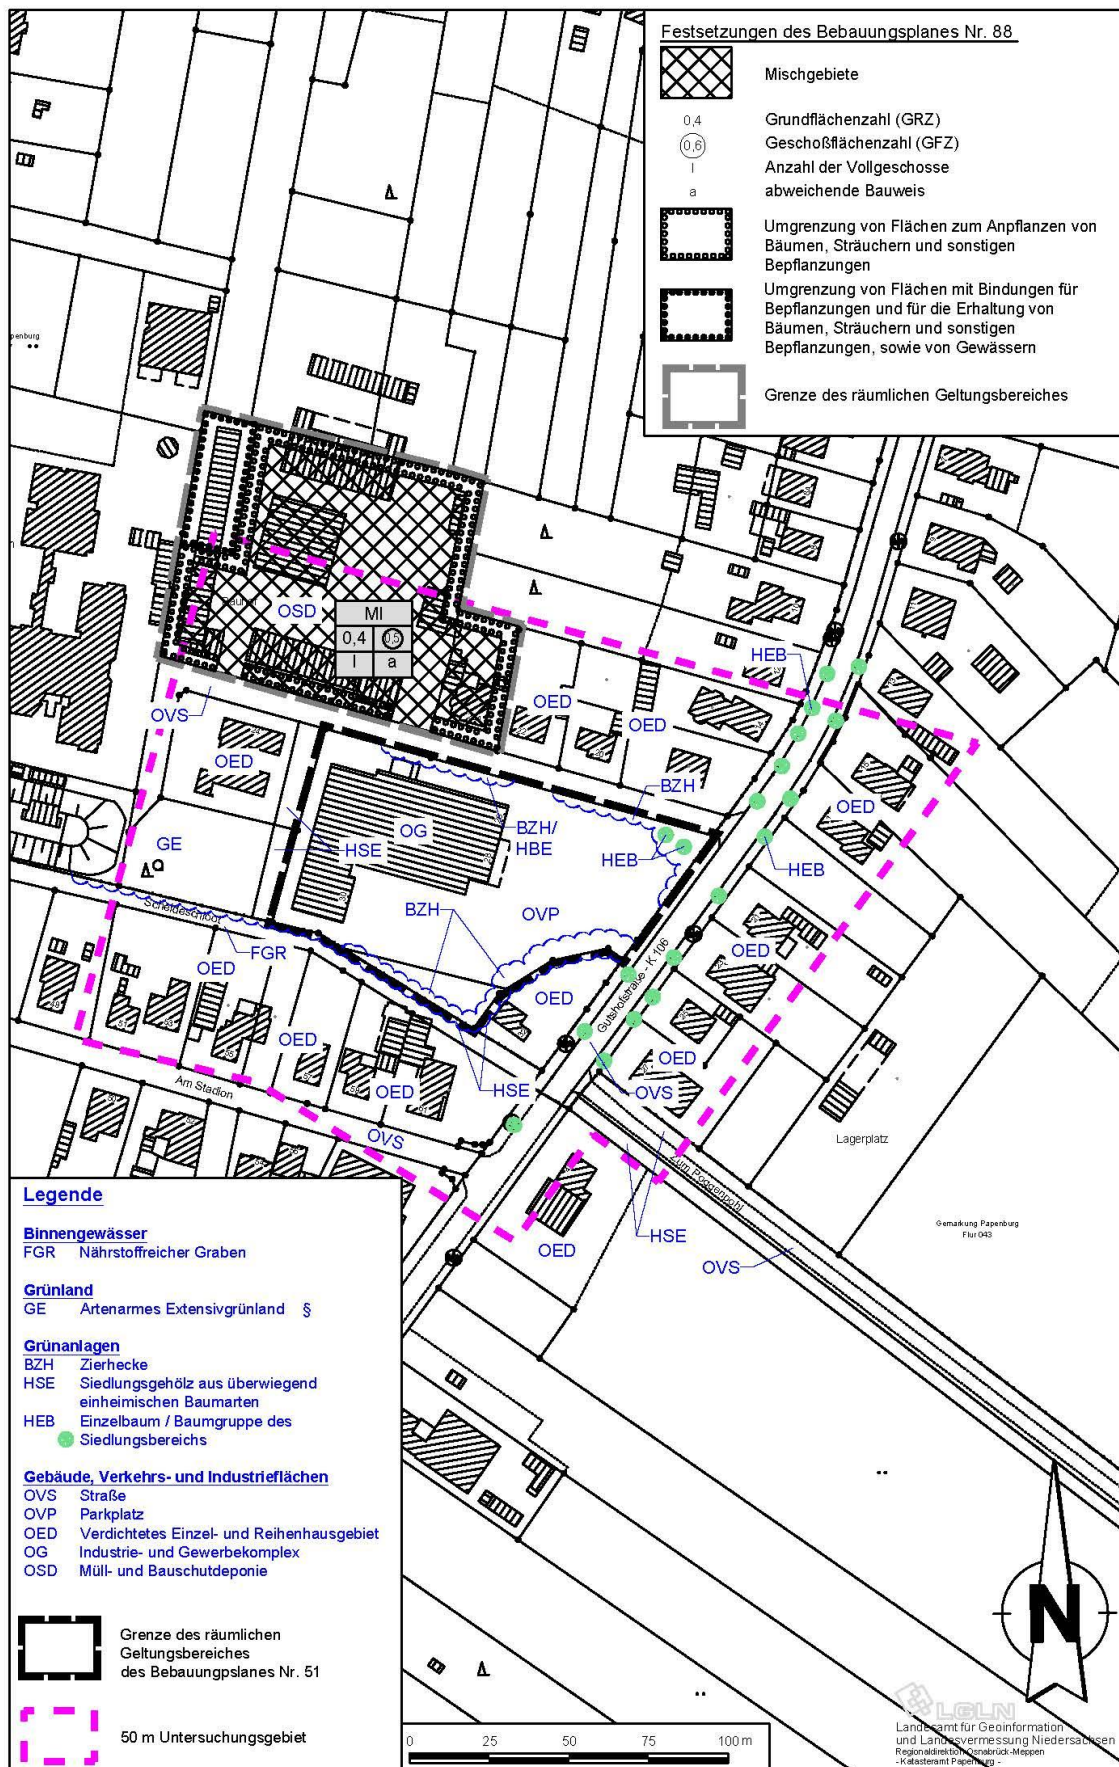 Festsetzungen des Bebauungsplanes Nr. 88
Mischgebiete
0,4 Grundflächenzahl (GRZ)
0,6 Geschoßflächenzahl (GFZ)
I Anzahl der Vollgeschosse
a abweichende Bauweis
Umgrenzung von Flächen zum Anpflanzen von
Bäumen, Sträuchern und sonstigen
Bepflanzungen
Umgrenzung von Flächen mit Bindungen für
Bepflanzungen und für die Erhaltung von
Bäumen, Sträuchern und sonstigen
Bepflanzungen, sowie von Gewässern
Grenze des räumlichen Geltungsbereiches
penburg
OSD
MI
0,4 0,5
I a
HEB
OVS
OED
OED
OED
OED
BZH
OED
GE
HSE
OG
BZH/
HBE
HEB
HEB
BZH
OVP
Scheideschloot
FGR
OED
Gutshofstraße - K 106
OED
OED
OED
OED
OED
HSE
OVS
Am Stadion
OVS
Lagerplatz
Zum Poggenpohl
HSE
OED
OVS
Gemarkung Papenburg
Flur 043
Legende
Binnengewässer
FGR Nährstoffreicher Graben
Grünland
GE Artenarmes Extensivgrünland §
Grünanlagen
BZH Zierhecke
HSE Siedlungsgehölz aus überwiegend
einheimischen Baumarten
HEB Einzelbaum / Baumgruppe des
Siedlungsbereichs
Gebäude, Verkehrs- und Industrieflächen
OVS Straße
OVP Parkplatz
OED Verdichtetes Einzel- und Reihenhausgebiet
OG Industrie- und Gewerbekomplex
OSD Müll- und Bauschutdeponie
Grenze des räumlichen
Geltungsbereiches
des Bebauungplanes Nr. 51
50 m Untersuchungsgebiet
0 25 50 75 100 m
N
LGLN
Landesamt für Geoinformation
und Landesvermessung Niedersachsen
Regionaldirektion Osnabrück-Meppen
- Katasteramt Papenburg -